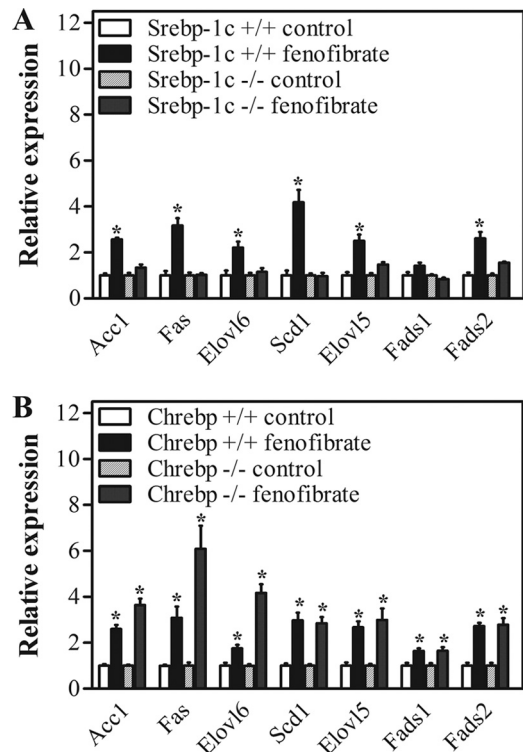 A
12
10
8
6
4
2
0
Relative expression
Srebp-1c +/+ control
Srebp-1c +/+ fenofibrate
Srebp-1c -/- control
Srebp-1c -/- fenofibrate
* * * * * *
Acc1 Fas Elovl6 Scd1 Elovl5 Fads1 Fads2
B
12
10
8
6
4
2
0
Relative expression
Chrebp +/+ control
Chrebp +/+ fenofibrate
Chrebp -/- control
Chrebp -/- fenofibrate
* * * * * * * * * * * * * *
Acc1 Fas Elovl6 Scd1 Elovl5 Fads1 Fads2